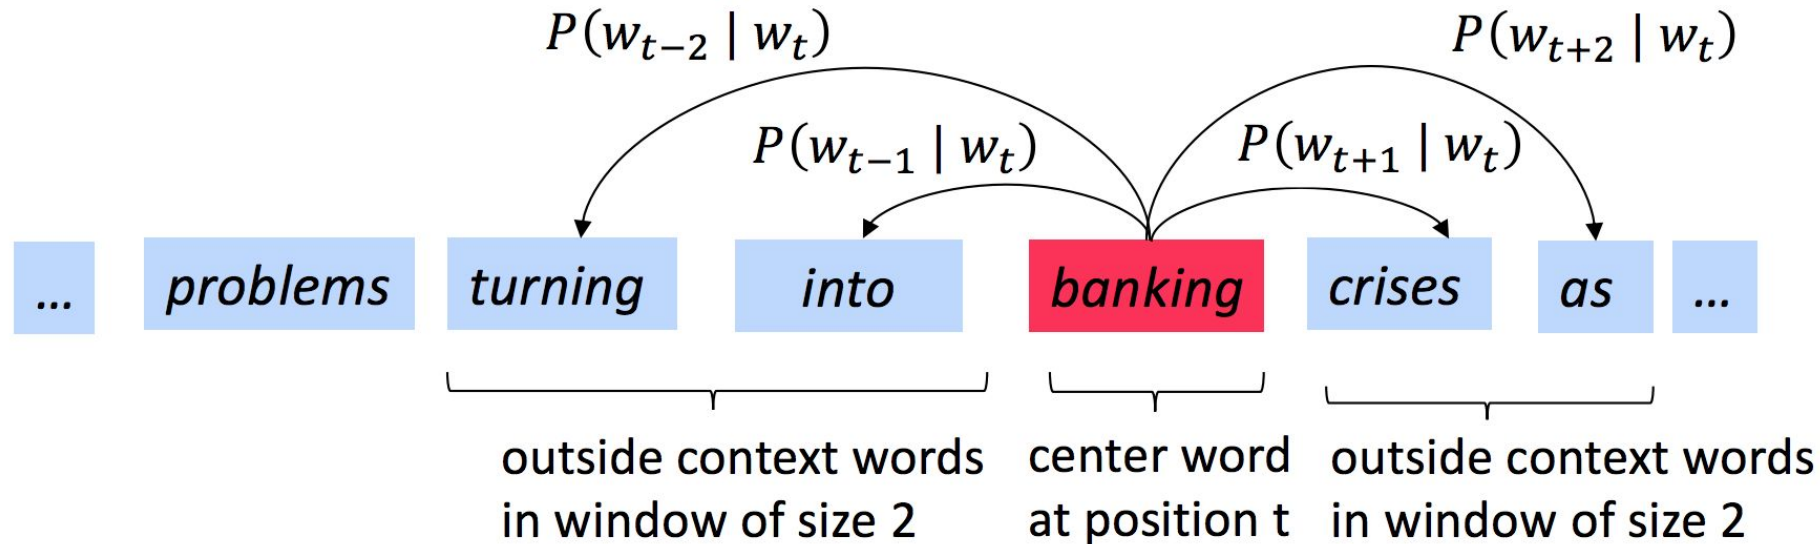 P(w_{t−2} | w_t)
P(w_{t+2} | w_t)
P(w_{t−1} | w_t)
P(w_{t+1} | w_t)
... problems turning into banking crises as ...
outside context words
in window of size 2
center word
at position t
outside context words
in window of size 2